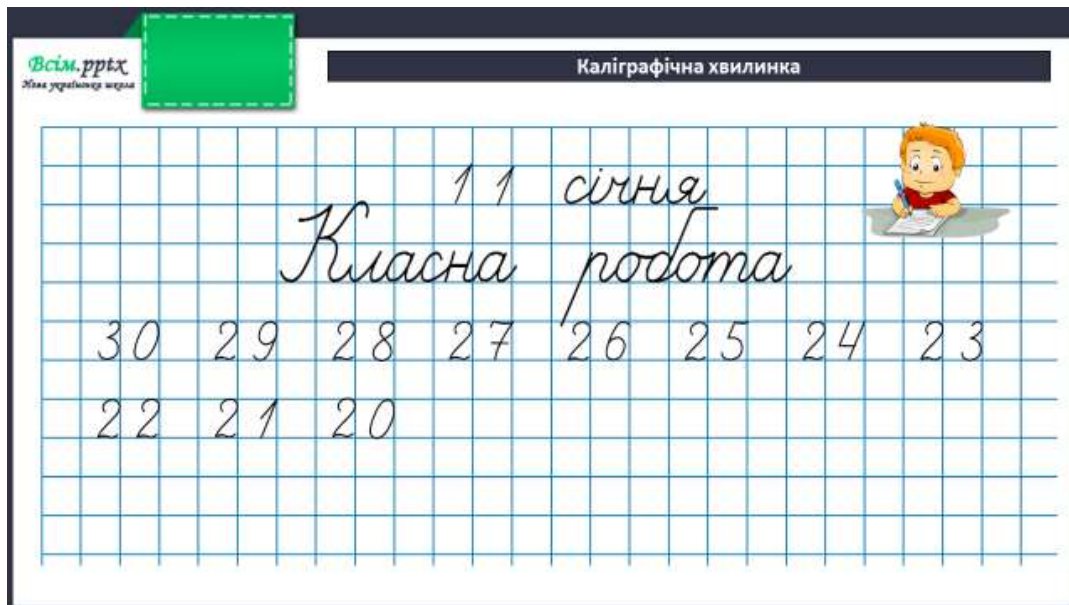 Всім.pptx
Нова українська школа
Каліграфічна хвилинка
11 січня
Класна робота
30 29 28 27 26 25 24 23
22 21 20